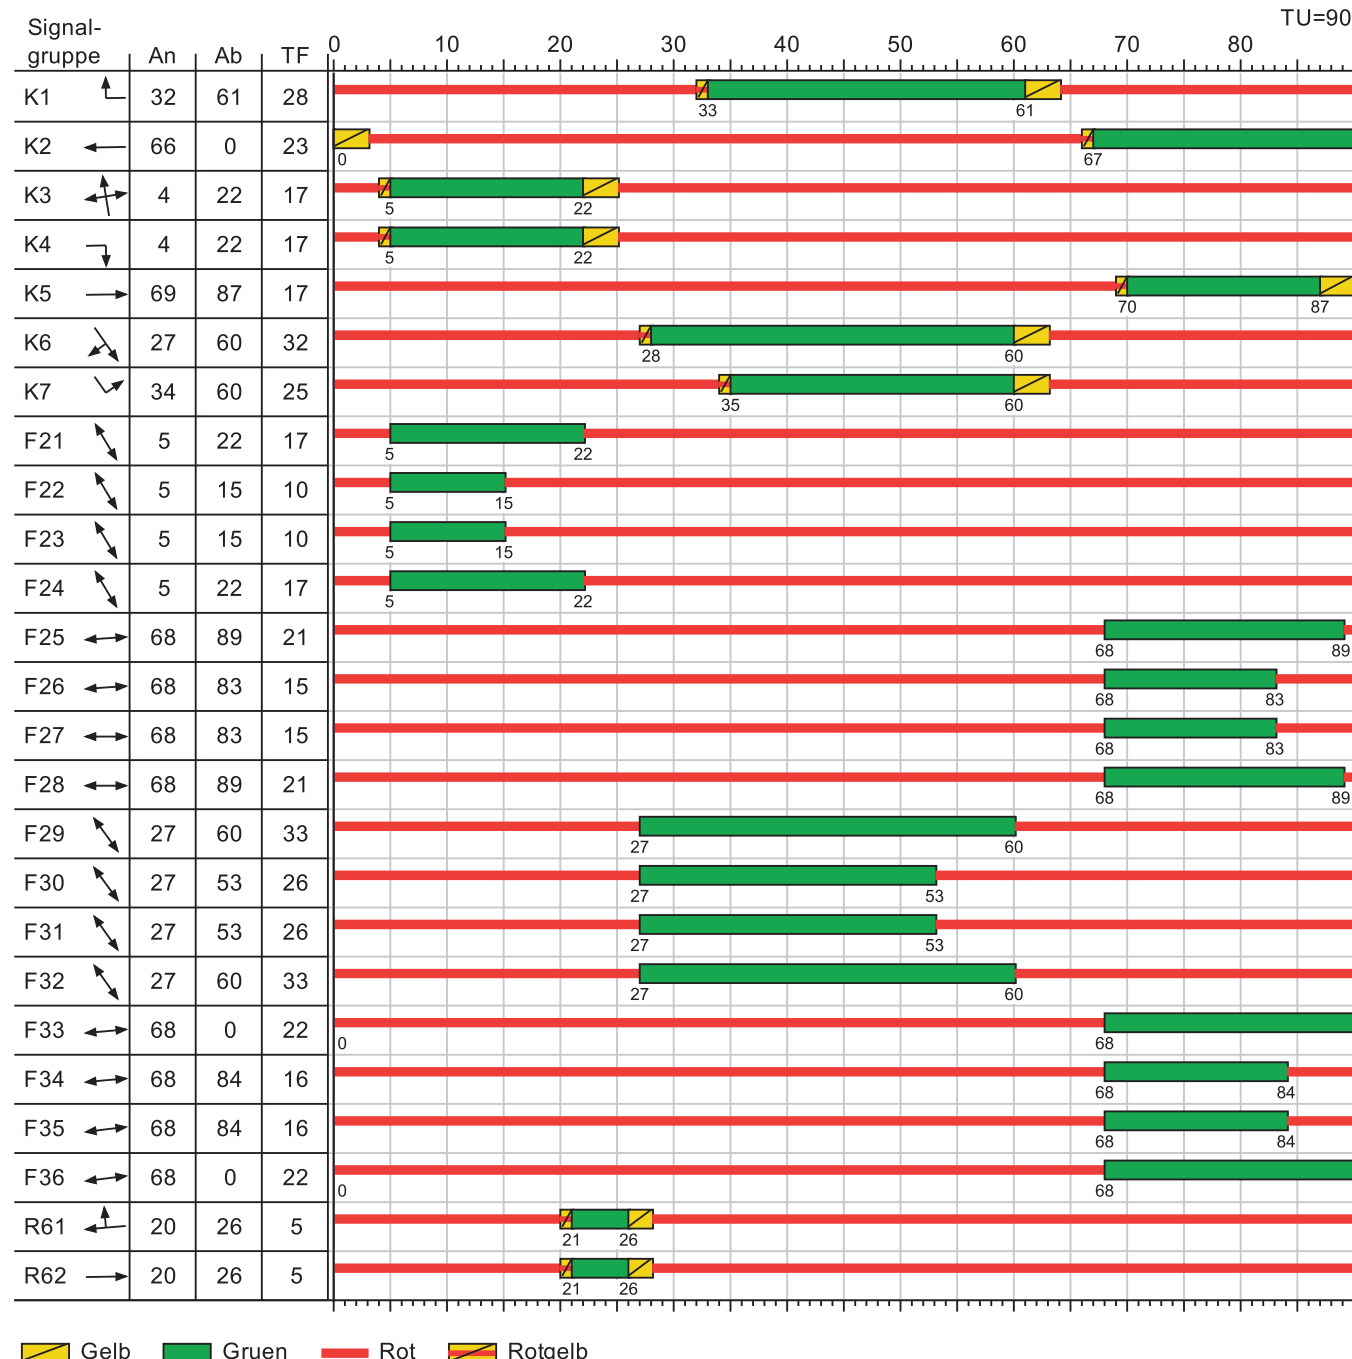 TU=90
Signal-
gruppe An Ab TF 0 10 20 30 40 50 60 70 80
K1 32 61 28 33 61
K2 66 0 23 0 67
K3 4 22 17 5 22
K4 4 22 17 5 22
K5 69 87 17 70 87
K6 27 60 32 28 60
K7 34 60 25 35 60
F21 5 22 17 5 22
F22 5 15 10 5 15
F23 5 15 10 5 15
F24 5 22 17 5 22
F25 68 89 21 68 89
F26 68 83 15 68 83
F27 68 83 15 68 83
F28 68 89 21 68 89
F29 27 60 33 27 60
F30 27 53 26 27 53
F31 27 53 26 27 53
F32 27 60 33 27 60
F33 68 0 22 0 68
F34 68 84 16 68 84
F35 68 84 16 68 84
F36 68 0 22 0 68
R61 20 26 5 21 26
R62 20 26 5 21 26
Gelb Gruen Rot Rotgelb